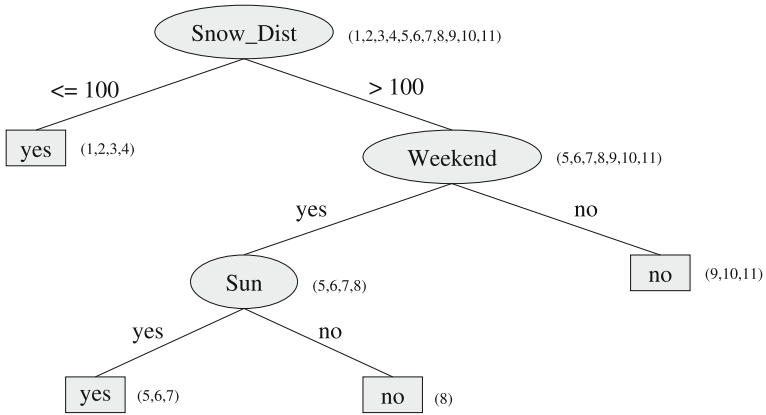 Snow_Dist (1,2,3,4,5,6,7,8,9,10,11)
<= 100 > 100
yes (1,2,3,4)
Weekend (5,6,7,8,9,10,11)
yes no
Sun (5,6,7,8)
no (9,10,11)
yes no
yes (5,6,7)
no (8)